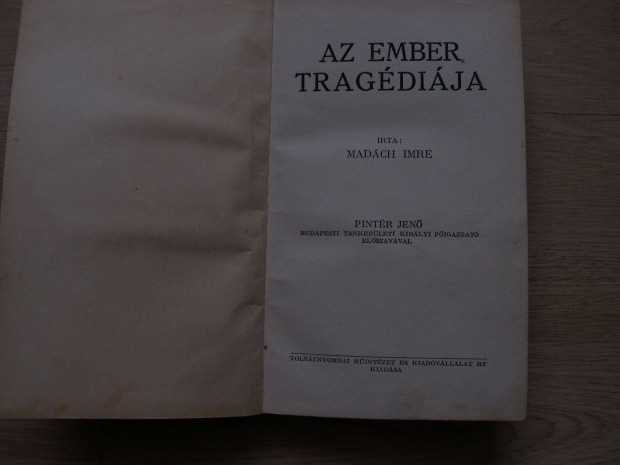 AZ EMBER
TRAGÉDIÁJA
IRTA:
MADÁCH IMRE
PINTÉR JENŐ
BUDAPESTI TANKERÜLETI KIRÁLYI FŐIGAZGATÓ
ELŐSZAVÁVAL
TOLNAI NYOMDAI MŰINTÉZET ÉS KIADÓVÁLLALAT RT
KIADÁSA